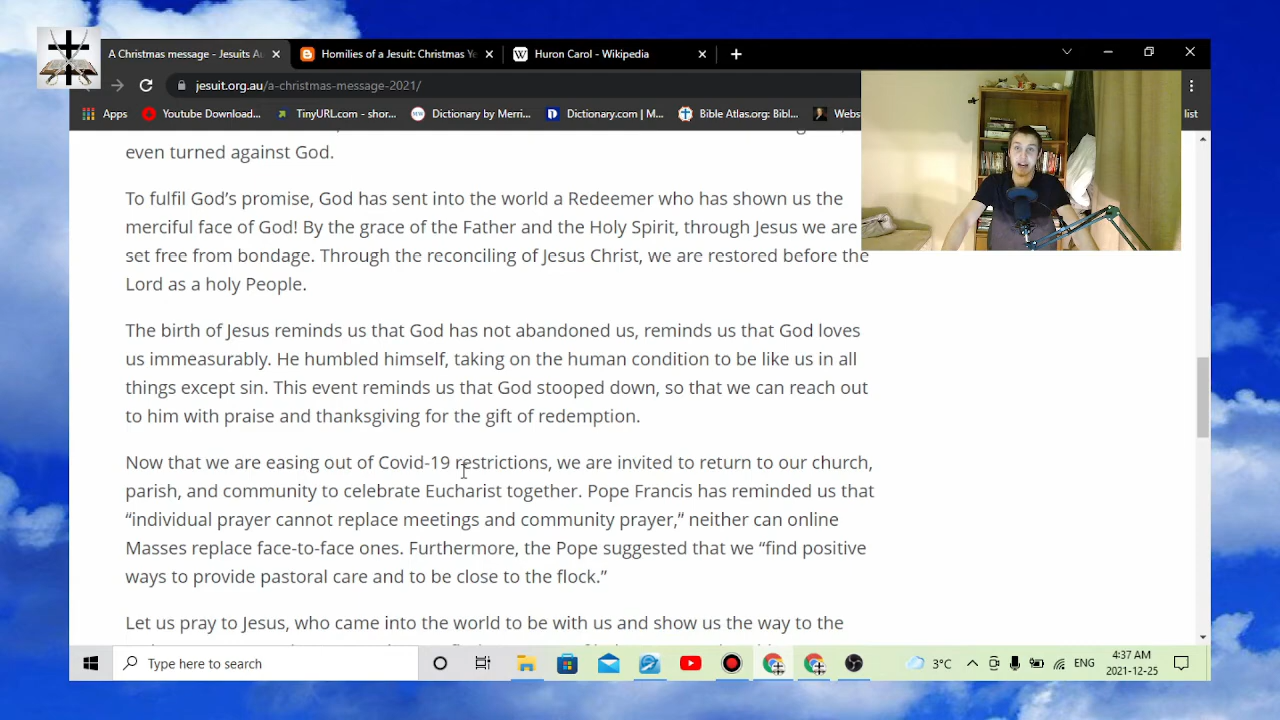 A Christmas message - Jesuits Au
Homilies of a Jesuit: Christmas Ye
Huron Carol - Wikipedia
jesuit.org.au/a-christmas-message-2021/
Apps
Youtube Download...
TinyURL.com - shor...
Dictionary by Merri...
Dictionary.com | M...
Bible Atlas.org: Bibl...
Webs
list
even turned against God.
To fulfil God’s promise, God has sent into the world a Redeemer who has shown us the
merciful face of God! By the grace of the Father and the Holy Spirit, through Jesus we are
set free from bondage. Through the reconciling of Jesus Christ, we are restored before the
Lord as a holy People.
The birth of Jesus reminds us that God has not abandoned us, reminds us that God loves
us immeasurably. He humbled himself, taking on the human condition to be like us in all
things except sin. This event reminds us that God stooped down, so that we can reach out
to him with praise and thanksgiving for the gift of redemption.
Now that we are easing out of Covid-19 restrictions, we are invited to return to our church,
parish, and community to celebrate Eucharist together. Pope Francis has reminded us that
“individual prayer cannot replace meetings and community prayer,” neither can online
Masses replace face-to-face ones. Furthermore, the Pope suggested that we “find positive
ways to provide pastoral care and to be close to the flock.”
Let us pray to Jesus, who came into the world to be with us and show us the way to the
Type here to search
3°C
ENG
4:37 AM
2021-12-25